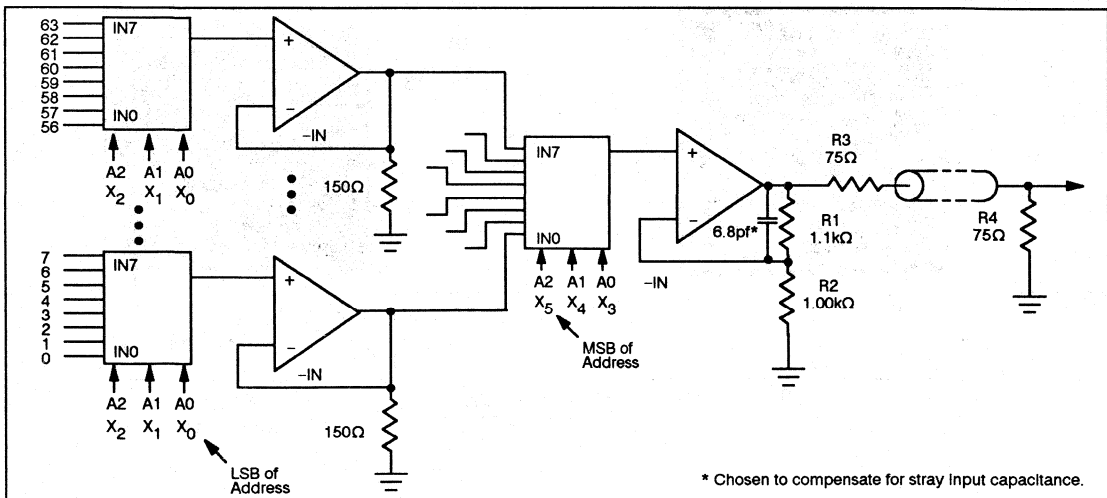 63
62
61
60
59
58
57
56
IN7
IN0
A2 A1 A0
X2 X1 X0
+
−
−IN
150Ω
7
6
5
4
3
2
1
0
IN7
IN0
A2 A1 A0
X2 X1 X0
LSB of
Address
+
−
−IN
150Ω
IN7
IN0
A2 A1 A0
X5 X4 X3
MSB of
Address
+
−
−IN
6.8pf*
R1
1.1kΩ
R2
1.00kΩ
R3
75Ω
R4
75Ω
* Chosen to compensate for stray input capacitance.